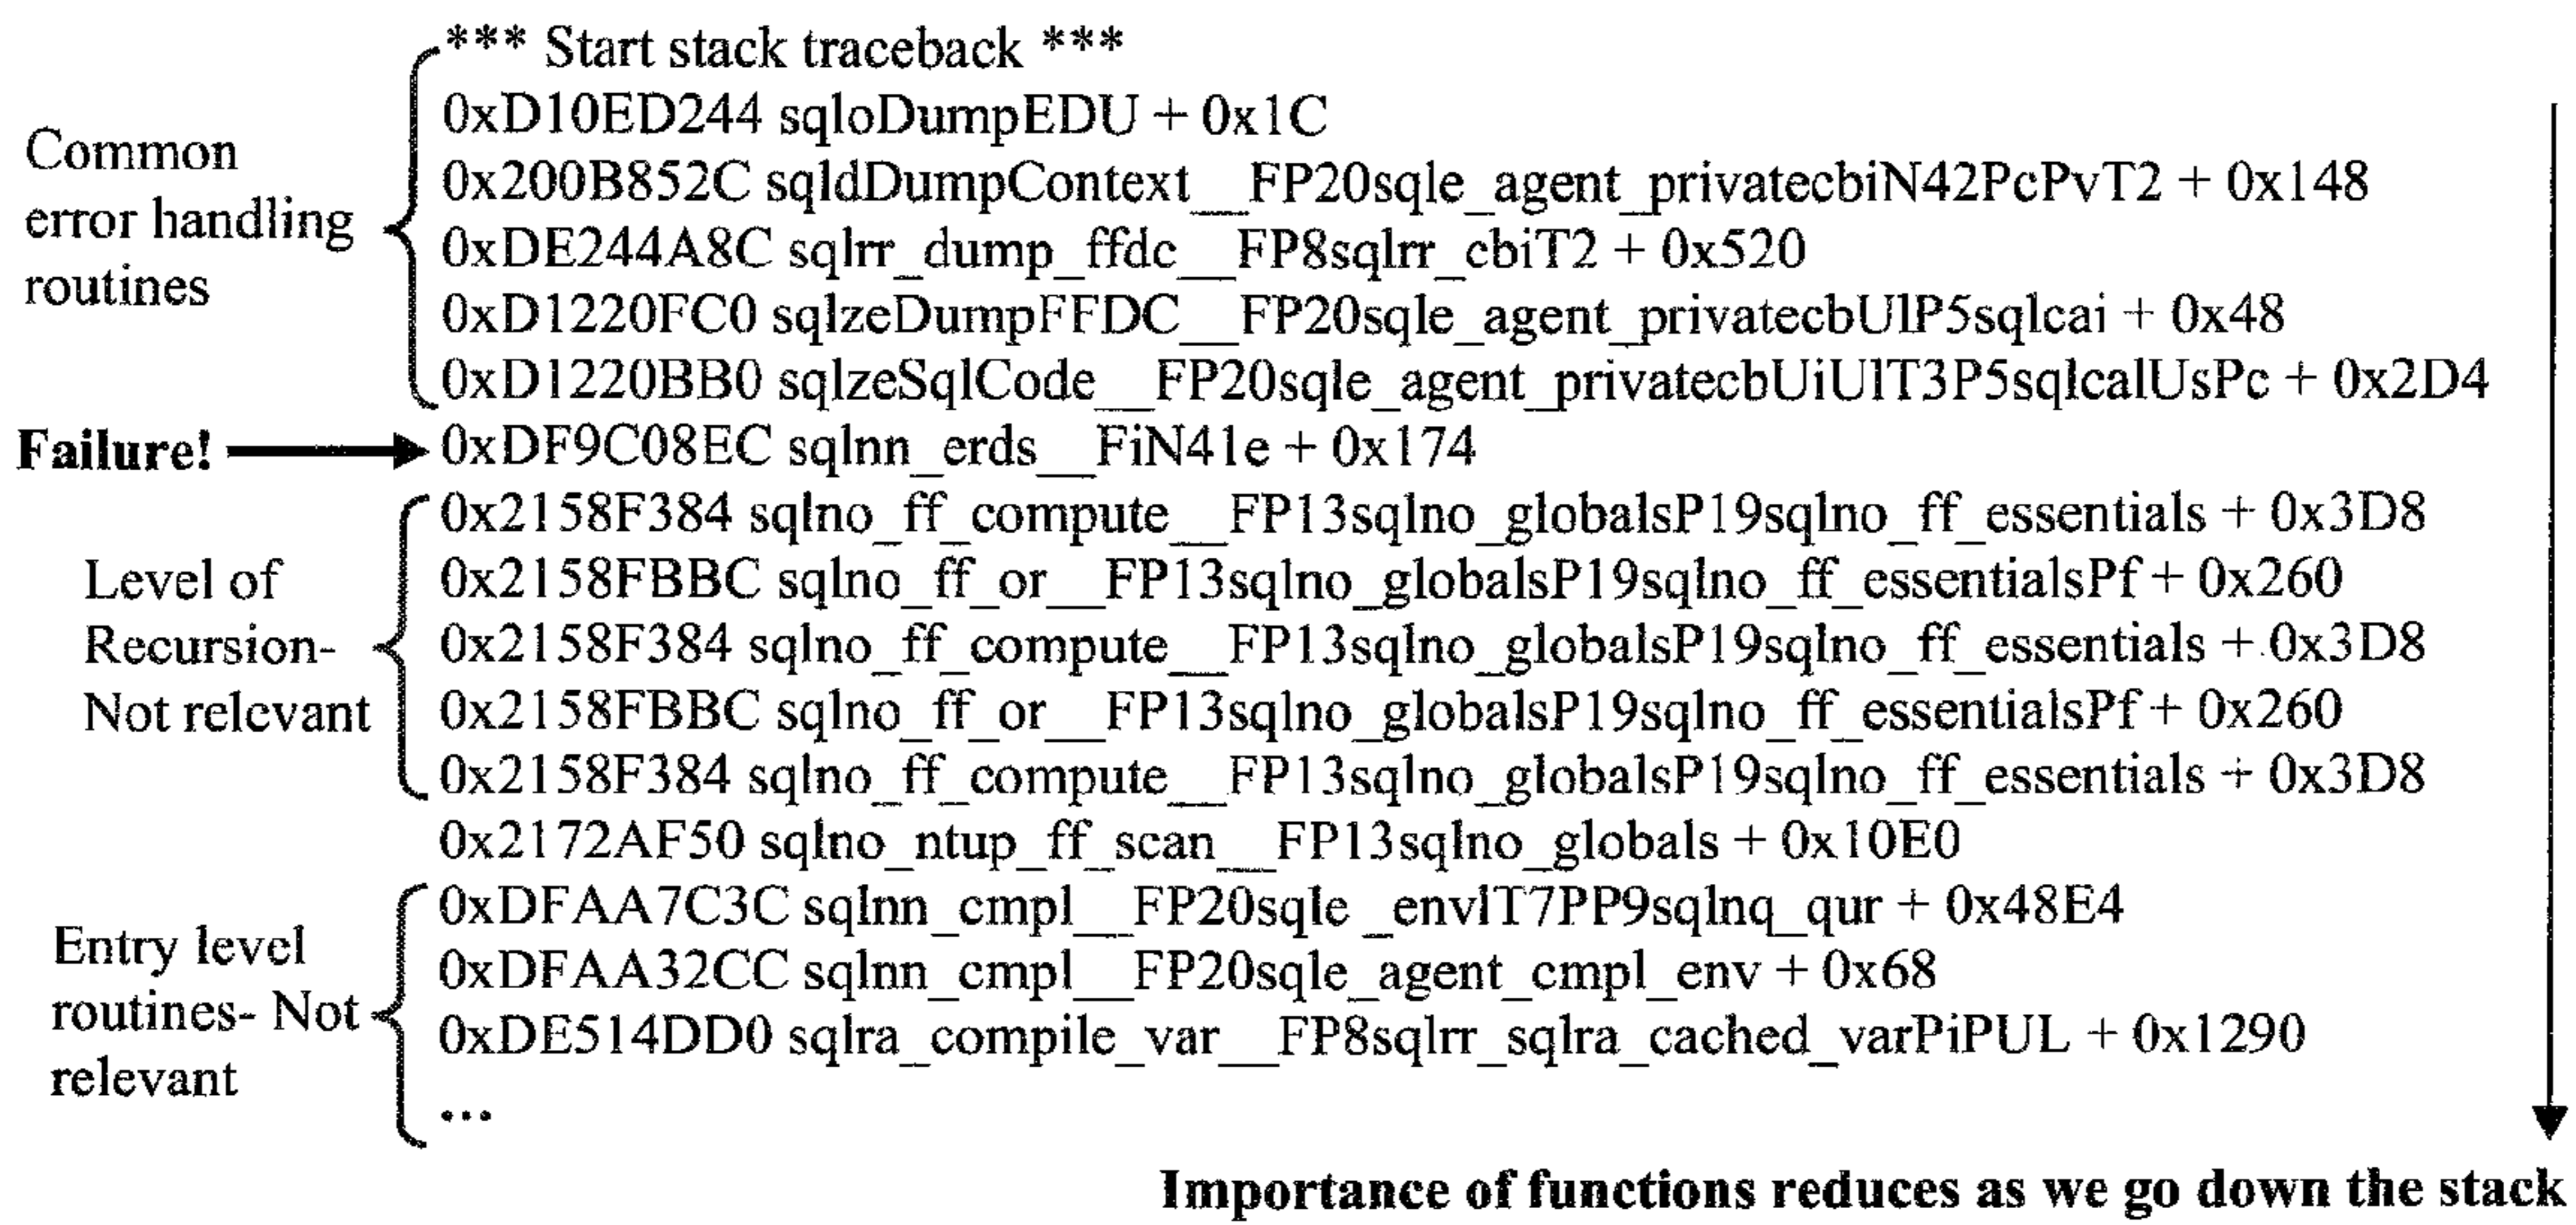 *** Start stack traceback ***
0xD10ED244 sqloDumpEDU + 0x1C
0x200B852C sqldDumpContext__FP20sqle_agent_privatecbiN42PcPvT2 + 0x148
0xDE244A8C sqlrr_dump_ffdc__FP8sqlrr_cbiT2 + 0x520
0xD1220FC0 sqlzeDumpFFDC__FP20sqle_agent_privatecbUlP5sqlcai + 0x48
0xD1220BB0 sqlzeSqlCode__FP20sqle_agent_privatecbUiUlT3P5sqlcalUsPc + 0x2D4
Common
error handling
routines
Failure!
0xDF9C08EC sqlnn_erds__FiN41e + 0x174
0x2158F384 sqlno_ff_compute__FP13sqlno_globalsP19sqlno_ff_essentials + 0x3D8
0x2158FBBC sqlno_ff_or__FP13sqlno_globalsP19sqlno_ff_essentialsPf + 0x260
0x2158F384 sqlno_ff_compute__FP13sqlno_globalsP19sqlno_ff_essentials + 0x3D8
0x2158FBBC sqlno_ff_or__FP13sqlno_globalsP19sqlno_ff_essentialsPf + 0x260
0x2158F384 sqlno_ff_compute__FP13sqlno_globalsP19sqlno_ff_essentials + 0x3D8
Level of
Recursion-
Not relevant
0x2172AF50 sqlno_ntup_ff_scan__FP13sqlno_globals + 0x10E0
0xDFAA7C3C sqlnn_cmpl__FP20sqle _envlT7PP9sqlnq_qur + 0x48E4
0xDFAA32CC sqlnn_cmpl__FP20sqle_agent_cmpl_env + 0x68
0xDE514DD0 sqlra_compile_var__FP8sqlrr_sqlra_cached_varPiPUL + 0x1290
...
Entry level
routines- Not
relevant
Importance of functions reduces as we go down the stack